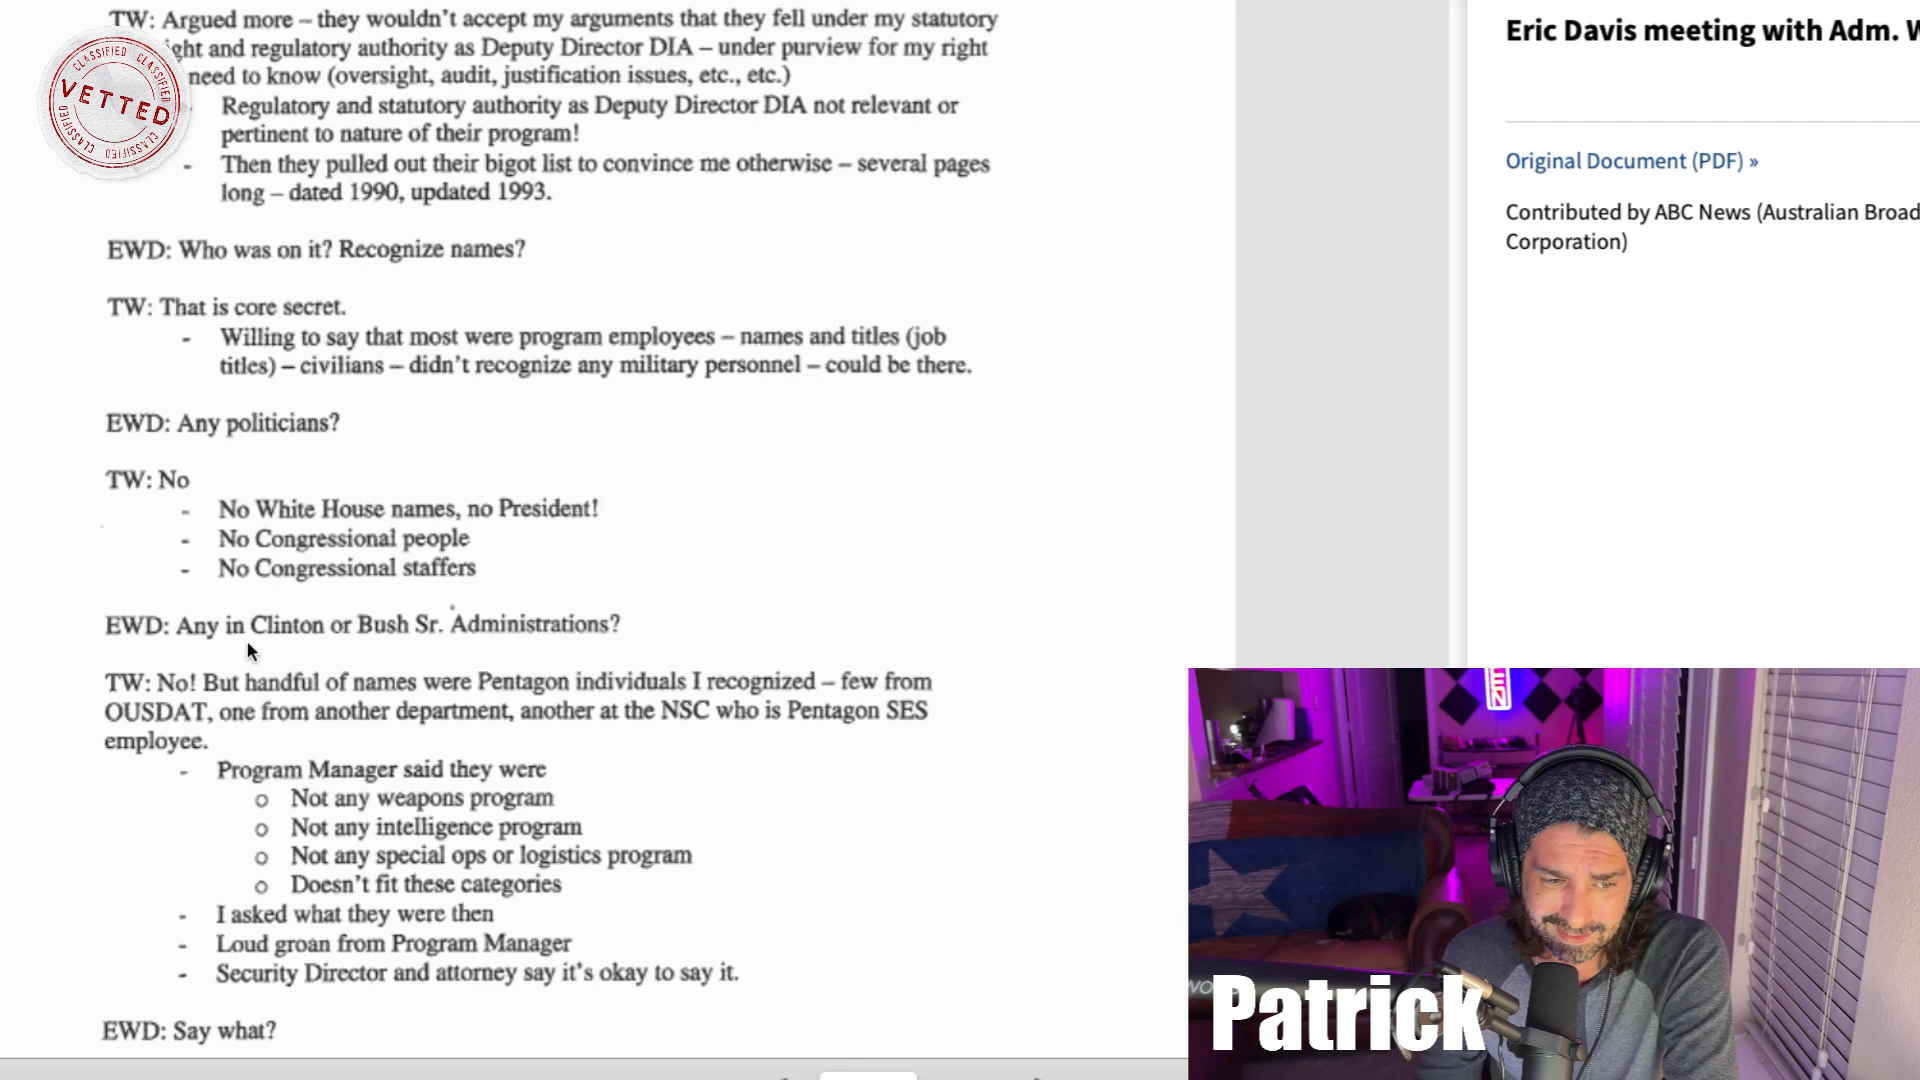 TW: Argued more – they wouldn't accept my arguments that they fell under my statutory
and regulatory authority as Deputy Director DIA – under purview for my right
need to know (oversight, audit, justification issues, etc., etc.)
Regulatory and statutory authority as Deputy Director DIA not relevant or
pertinent to nature of their program!
- Then they pulled out their bigot list to convince me otherwise – several pages
long – dated 1990, updated 1993.
EWD: Who was on it? Recognize names?
TW: That is core secret.
- Willing to say that most were program employees – names and titles (job
titles) – civilians – didn't recognize any military personnel – could be there.
EWD: Any politicians?
TW: No
- No White House names, no President!
- No Congressional people
- No Congressional staffers
EWD: Any in Clinton or Bush Sr. Administrations?
TW: No! But handful of names were Pentagon individuals I recognized – few from
OUSDAT, one from another department, another at the NSC who is Pentagon SES
employee.
- Program Manager said they were
o Not any weapons program
o Not any intelligence program
o Not any special ops or logistics program
o Doesn't fit these categories
- I asked what they were then
- Loud groan from Program Manager
- Security Director and attorney say it's okay to say it.
EWD: Say what?
CLASSIFIED CLASSIFIED
VETTED
CLASSIFIED CLASSIFIED
Eric Davis meeting with Adm. W
Original Document (PDF) »
Contributed by ABC News (Australian Broad
Corporation)
Patrick